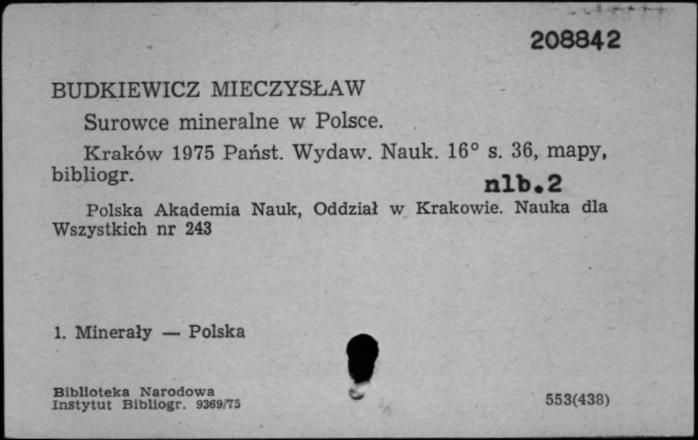 208842
BUDKIEWICZ MIECZYSŁAW
Surowce mineralne w Polsce.
Kraków 1975 Państ. Wydaw. Nauk. 16° s. 36, mapy,
bibliogr.
nlb.2
Polska Akademia Nauk, Oddział w Krakowie. Nauka dla
Wszystkich nr 243
1. Minerały — Polska
Biblioteka Narodowa
Instytut Bibliogr. 9369/75
553(438)